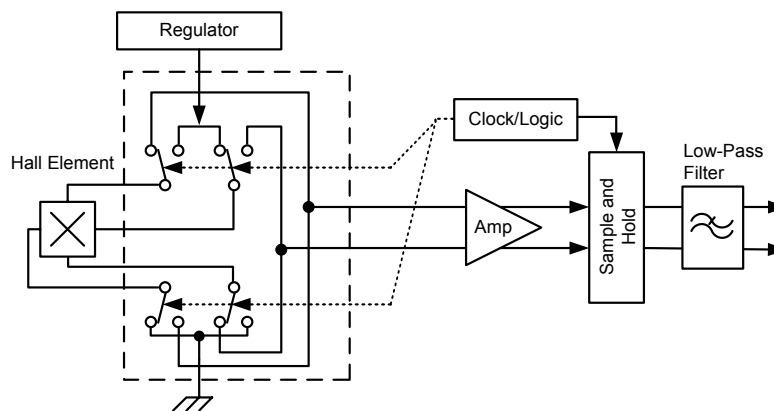 Regulator
Clock/Logic
Hall Element
Low-Pass
Filter
Amp
Sample and
Hold